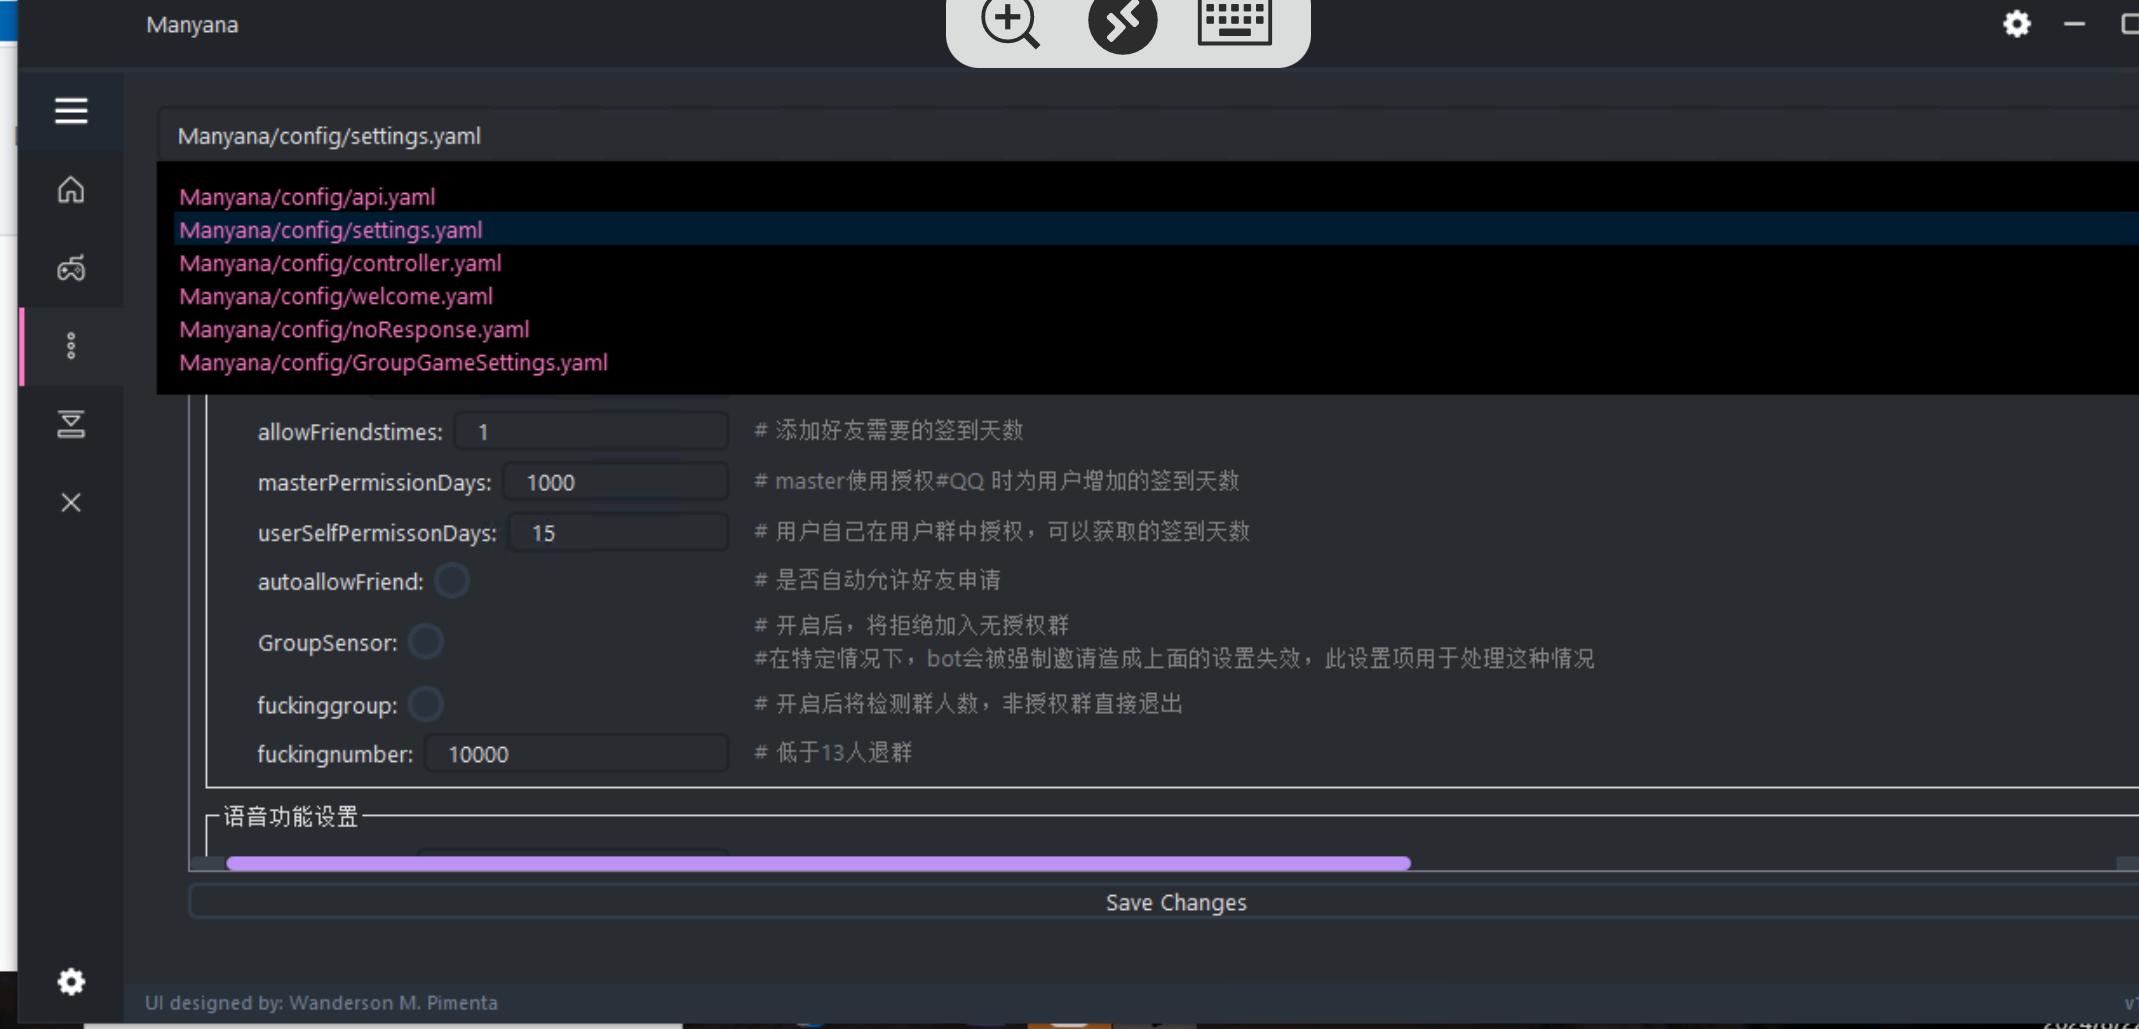 Manyana
Manyana/config/settings.yaml
Manyana/config/api.yaml
Manyana/config/settings.yaml
Manyana/config/controller.yaml
Manyana/config/welcome.yaml
Manyana/config/noResponse.yaml
Manyana/config/GroupGameSettings.yaml
allowFriendstimes: 1 # 添加好友需要的签到天数
masterPermissionDays: 1000 # master使用授权#QQ 时为用户增加的签到天数
userSelfPermissonDays: 15 # 用户自己在用户群中授权，可以获取的签到天数
autoallowFriend: # 是否自动允许好友申请
GroupSensor: # 开启后，将拒绝加入无授权群
#在特定情况下，bot会被强制邀请造成上面的设置失效，此设置项用于处理这种情况
fuckinggroup: # 开启后将检测群人数，非授权群直接退出
fuckingnumber: 10000 # 低于13人退群
语音功能设置
Save Changes
UI designed by: Wanderson M. Pimenta